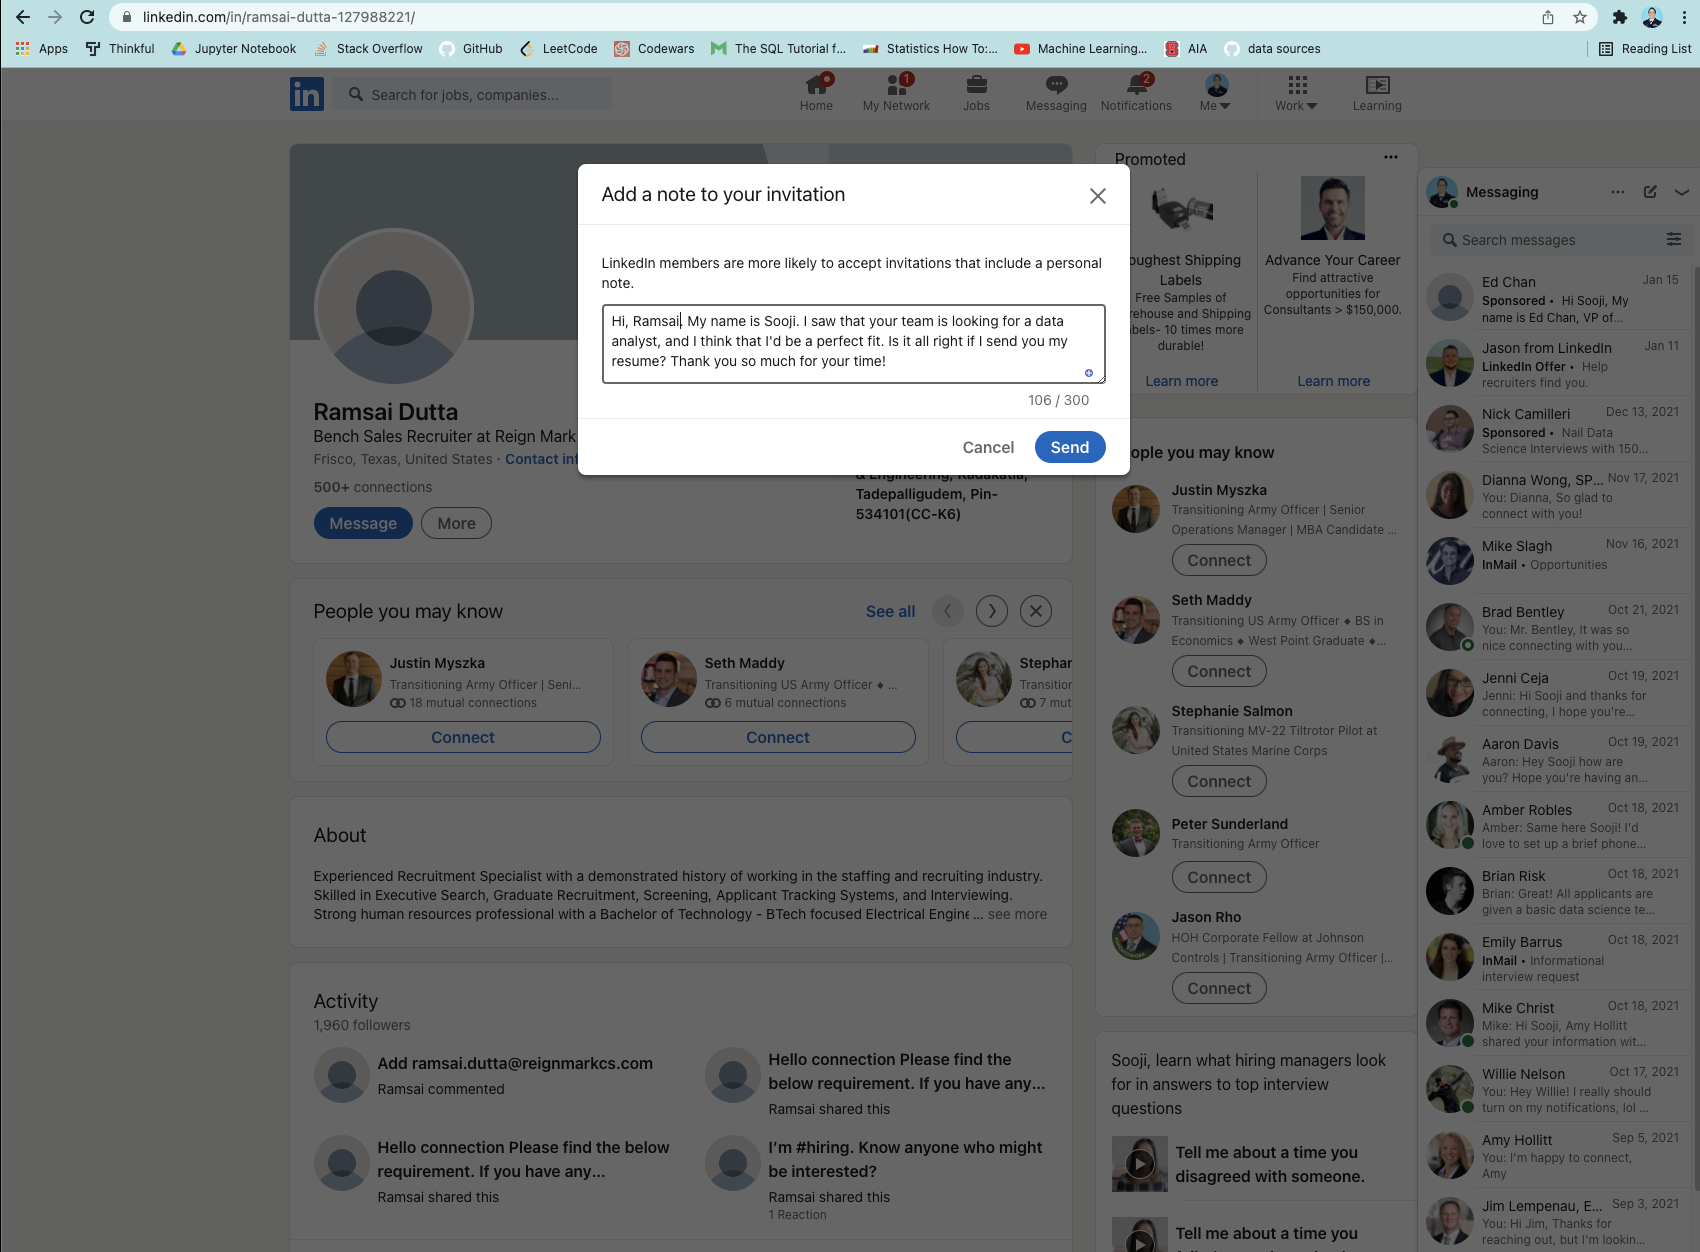 linkedin.com/in/ramsai-dutta-127988221/
Apps Thinkful Jupyter Notebook Stack Overflow GitHub LeetCode Codewars The SQL Tutorial f... Statistics How To:... Machine Learning... AIA data sources Reading List
in Search for jobs, companies...
Home
1 My Network
Jobs
Messaging
2 Notifications
Me
Work
Learning
Add a note to your invitation
LinkedIn members are more likely to accept invitations that include a personal
note.
Hi, Ramsai. My name is Sooji. I saw that your team is looking for a data
analyst, and I think that I'd be a perfect fit. Is it all right if I send you my
resume? Thank you so much for your time!
106 / 300
Cancel Send
Ramsai Dutta
Bench Sales Recruiter at Reign Mark
Frisco, Texas, United States · Contact inf
500+ connections
Message More
& Engineering, Kadakatla,
Tadepalligudem, Pin-
534101(CC-K6)
People you may know
See all
Justin Myszka
Transitioning Army Officer | Seni...
18 mutual connections
Connect
Seth Maddy
Transitioning US Army Officer ⬥ ...
6 mutual connections
Connect
Stephar
Transition
7 mut
C
About
Experienced Recruitment Specialist with a demonstrated history of working in the staffing and recruiting industry.
Skilled in Executive Search, Graduate Recruitment, Screening, Applicant Tracking Systems, and Interviewing.
Strong human resources professional with a Bachelor of Technology - BTech focused Electrical Engine ... see more
Activity
1,960 followers
Add ramsai.dutta@reignmarkcs.com
Ramsai commented
Hello connection Please find the
below requirement. If you have any...
Ramsai shared this
Hello connection Please find the below
requirement. If you have any...
Ramsai shared this
I'm #hiring. Know anyone who might
be interested?
Ramsai shared this
1 Reaction
Promoted
oughest Shipping
Labels
Free Samples of
rehouse and Shipping
bels- 10 times more
durable!
Learn more
Advance Your Career
Find attractive
opportunities for
Consultants > $150,000.
Learn more
ople you may know
Justin Myszka
Transitioning Army Officer | Senior
Operations Manager | MBA Candidate ...
Connect
Seth Maddy
Transitioning US Army Officer ⬥ BS in
Economics ⬥ West Point Graduate ⬥...
Connect
Stephanie Salmon
Transitioning MV-22 Tiltrotor Pilot at
United States Marine Corps
Connect
Peter Sunderland
Transitioning Army Officer
Connect
Jason Rho
HOH Corporate Fellow at Johnson
Controls | Transitioning Army Officer |...
Connect
Sooji, learn what hiring managers look
for in answers to top interview
questions
Tell me about a time you
disagreed with someone.
Tell me about a time you
Messaging
Search messages
Ed Chan Jan 15
Sponsored • Hi Sooji, My
name is Ed Chan, VP of...
Jason from LinkedIn Jan 11
LinkedIn Offer • Help
recruiters find you.
Nick Camilleri Dec 13, 2021
Sponsored • Nail Data
Science Interviews with 150...
Dianna Wong, SP... Nov 17, 2021
You: Dianna, So glad to
connect with you!
Mike Slagh Nov 16, 2021
InMail • Opportunities
Brad Bentley Oct 21, 2021
You: Mr. Bentley, It was so
nice connecting with you...
Jenni Ceja Oct 19, 2021
Jenni: Hi Sooji and thanks for
connecting, I hope you're...
Aaron Davis Oct 19, 2021
Aaron: Hey Sooji how are
you? Hope you're having an...
Amber Robles Oct 18, 2021
Amber: Same here Sooji! I'd
love to set up a brief phone...
Brian Risk Oct 18, 2021
Brian: Great! All applicants are
given a basic data science te...
Emily Barrus Oct 18, 2021
InMail • Informational
interview request
Mike Christ Oct 18, 2021
Mike: Hi Sooji, Amy Hollitt
shared your information wit...
Willie Nelson Oct 17, 2021
You: Hey Willie! I really should
turn on my notifications, lol ...
Amy Hollitt Sep 5, 2021
You: I'm happy to connect,
Amy
Jim Lempenau, E... Sep 3, 2021
You: Hi Jim, Thanks for
reaching out, but I'm lookin...